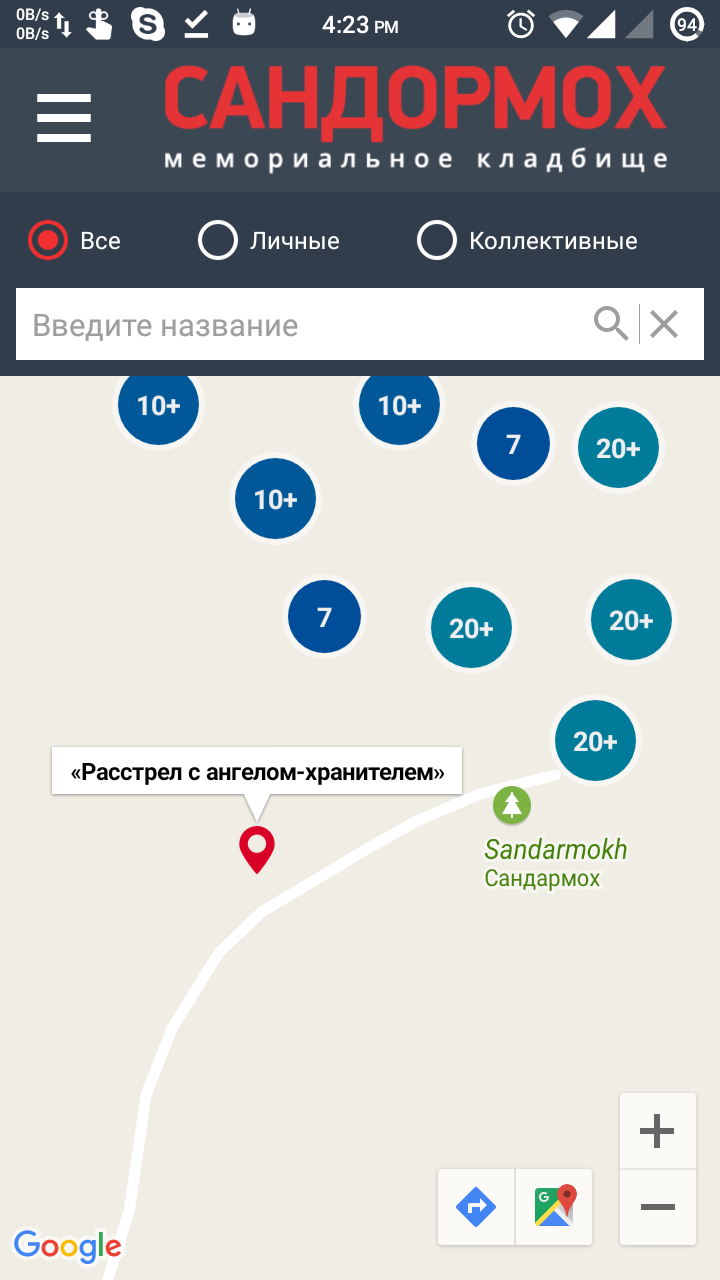 0B/s
0B/s
S
4:23 PM
94
САНДОРМОХ
мемориальное кладбище
Все
Личные
Коллективные
Введите название
10+
10+
7
20+
10+
7
20+
20+
20+
«Расстрел с ангелом-хранителем»
Sandarmokh
Сандармох
G
Google